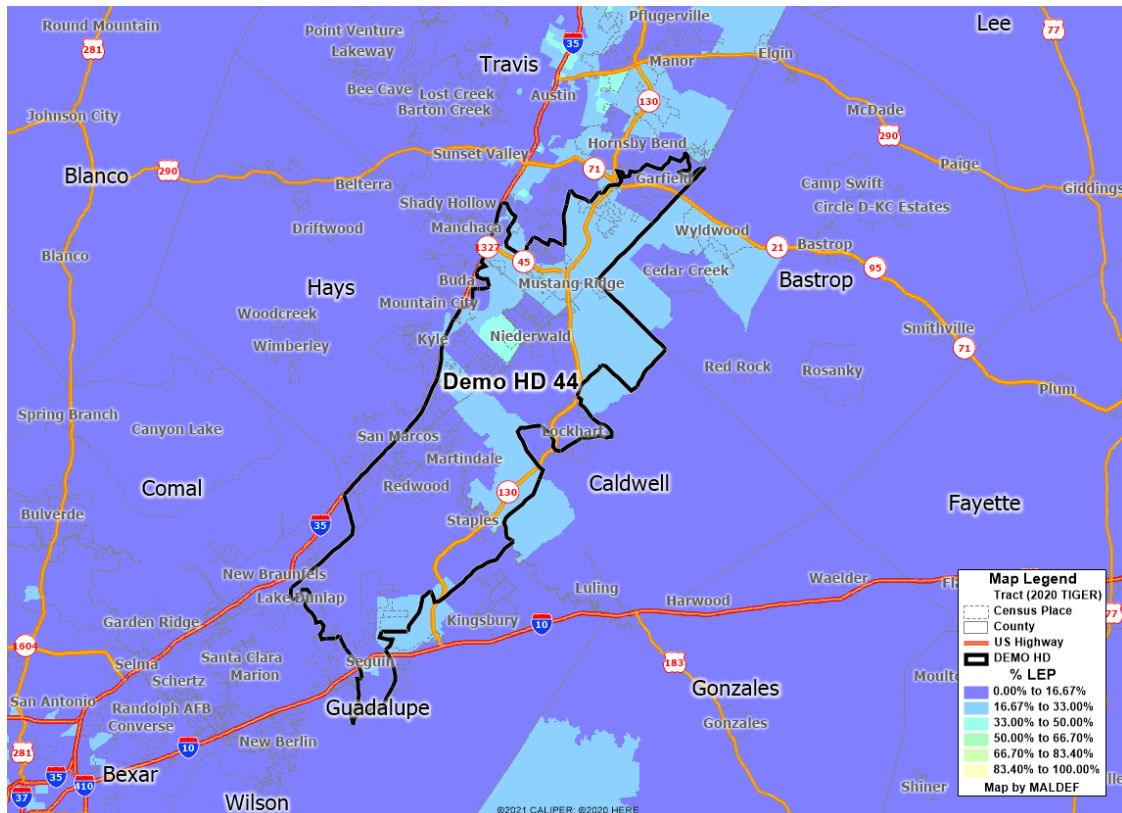 Round Mountain
Point Venture
Pflugerville
Lee
281
Lakeway
35
77
Travis
Manor
Elgin
Bee Cave
Lost Creek
Austin
Barton Creek
130
Johnson City
McDade
290
Hornsby Bend
Sunset Valley
71
Paige
Blanco
290
Garfield
Camp Swift
Giddings
Belterra
Circle D-KC Estates
Shady Hollow
Driftwood
Manchaca
Wyldwood
21
Bastrop
1327
45
95
Blanco
Cedar Creek
Bastrop
Hays
Buda
Mustang Ridge
Mountain City
Woodcreek
Smithville
Kyle
Niederwald
Wimberley
71
Red Rock
Rosanky
Demo HD 44
Plum
Spring Branch
Canyon Lake
San Marcos
Lockhart
Martindale
Comal
Redwood
Caldwell
130
Fayette
Bulverde
35
Staples
New Braunfels
Luling
Waelder
Fla
Lake Dunlap
Harwood
Garden Ridge
Kingsbury
10
77
1604
Selma
Santa Clara
Seguin
183
Schertz
Marion
Gonzales
Moult
San Antonio
Randolph AFB
Guadalupe
Converse
Gonzales
281
10
New Berlin
35
Bexar
410
Shiner
37
Wilson
ville
Map Legend
Tract (2020 TIGER)
Census Place
County
US Highway
DEMO HD
% LEP
0.00% to 16.67%
16.67% to 33.00%
33.00% to 50.00%
50.00% to 66.70%
66.70% to 83.40%
83.40% to 100.00%
Map by MALDEF
©2021 CALIPER; ©2020 HERE